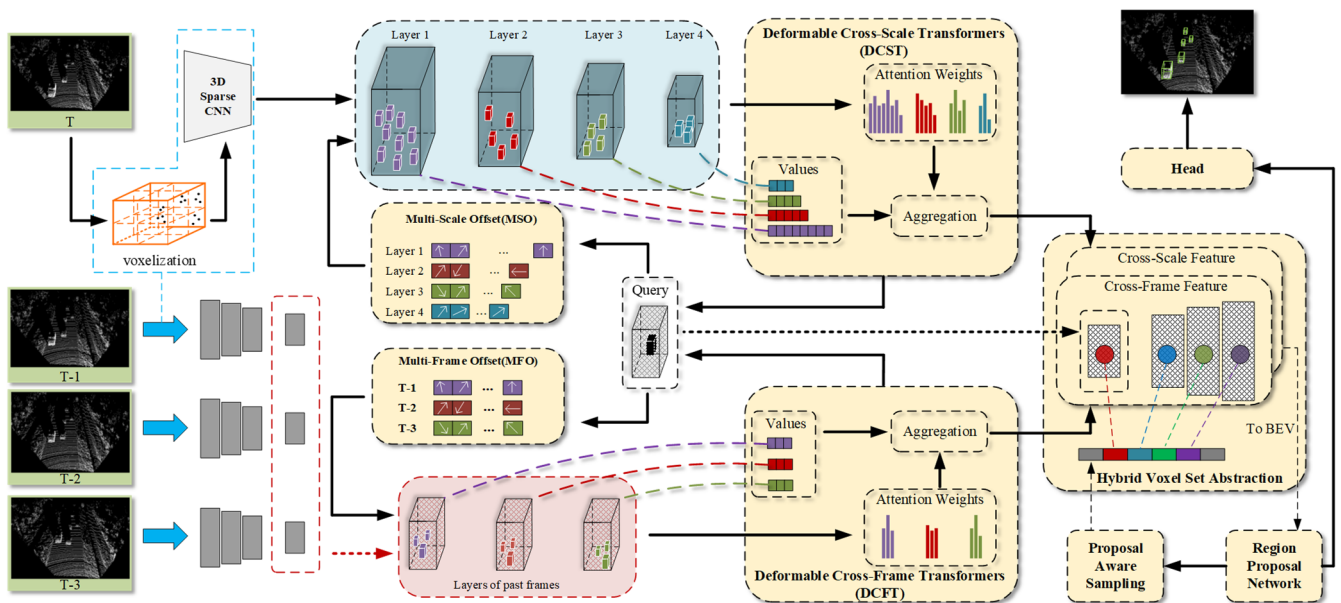 T
3D
Sparse
CNN
voxelization
Layer 1
Layer 2
Layer 3
Layer 4
Deformable Cross-Scale Transformers
(DCST)
Attention Weights
Values
Aggregation
Head
Multi-Scale Offset(MSO)
Layer 1 ...
Layer 2 ...
Layer 3 ...
Layer 4 ...
Query
Cross-Scale Feature
Cross-Frame Feature
To BEV
Hybrid Voxel Set Abstraction
T-1
T-2
T-3
Multi-Frame Offset(MFO)
T-1 ...
T-2 ...
T-3 ...
Layers of past frames
Values
Aggregation
Attention Weights
Deformable Cross-Frame Transformers
(DCFT)
Proposal
Aware
Sampling
Region
Proposal
Network